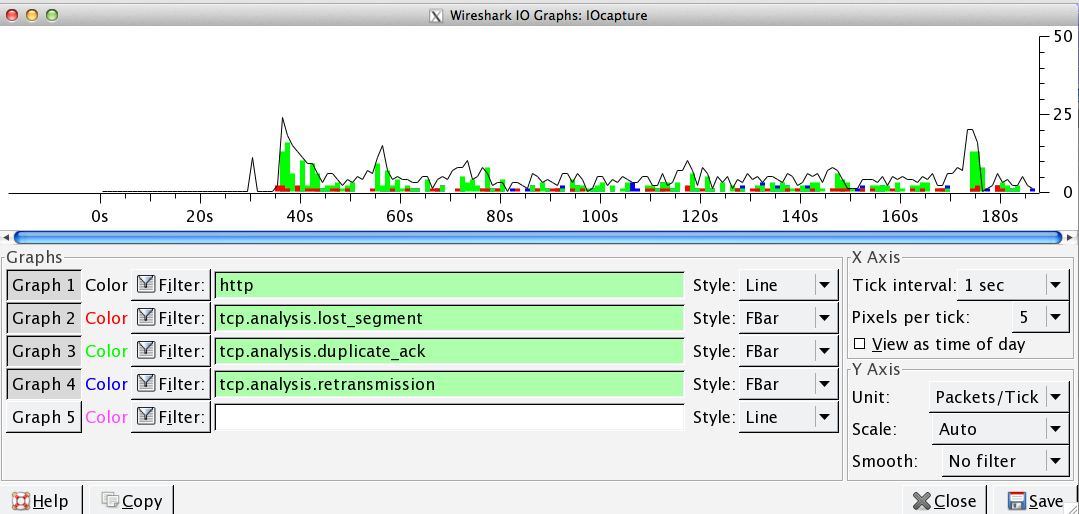 Wireshark IO Graphs: IOcapture
50
25
0
0s 20s 40s 60s 80s 100s 120s 140s 160s 180s
Graphs
Graph 1 Color Filter: http Style: Line
Graph 2 Color Filter: tcp.analysis.lost_segment Style: FBar
Graph 3 Color Filter: tcp.analysis.duplicate_ack Style: FBar
Graph 4 Color Filter: tcp.analysis.retransmission Style: FBar
Graph 5 Color Filter: Style: Line
X Axis
Tick interval: 1 sec
Pixels per tick: 5
View as time of day
Y Axis
Unit: Packets/Tick
Scale: Auto
Smooth: No filter
Help Copy Close Save